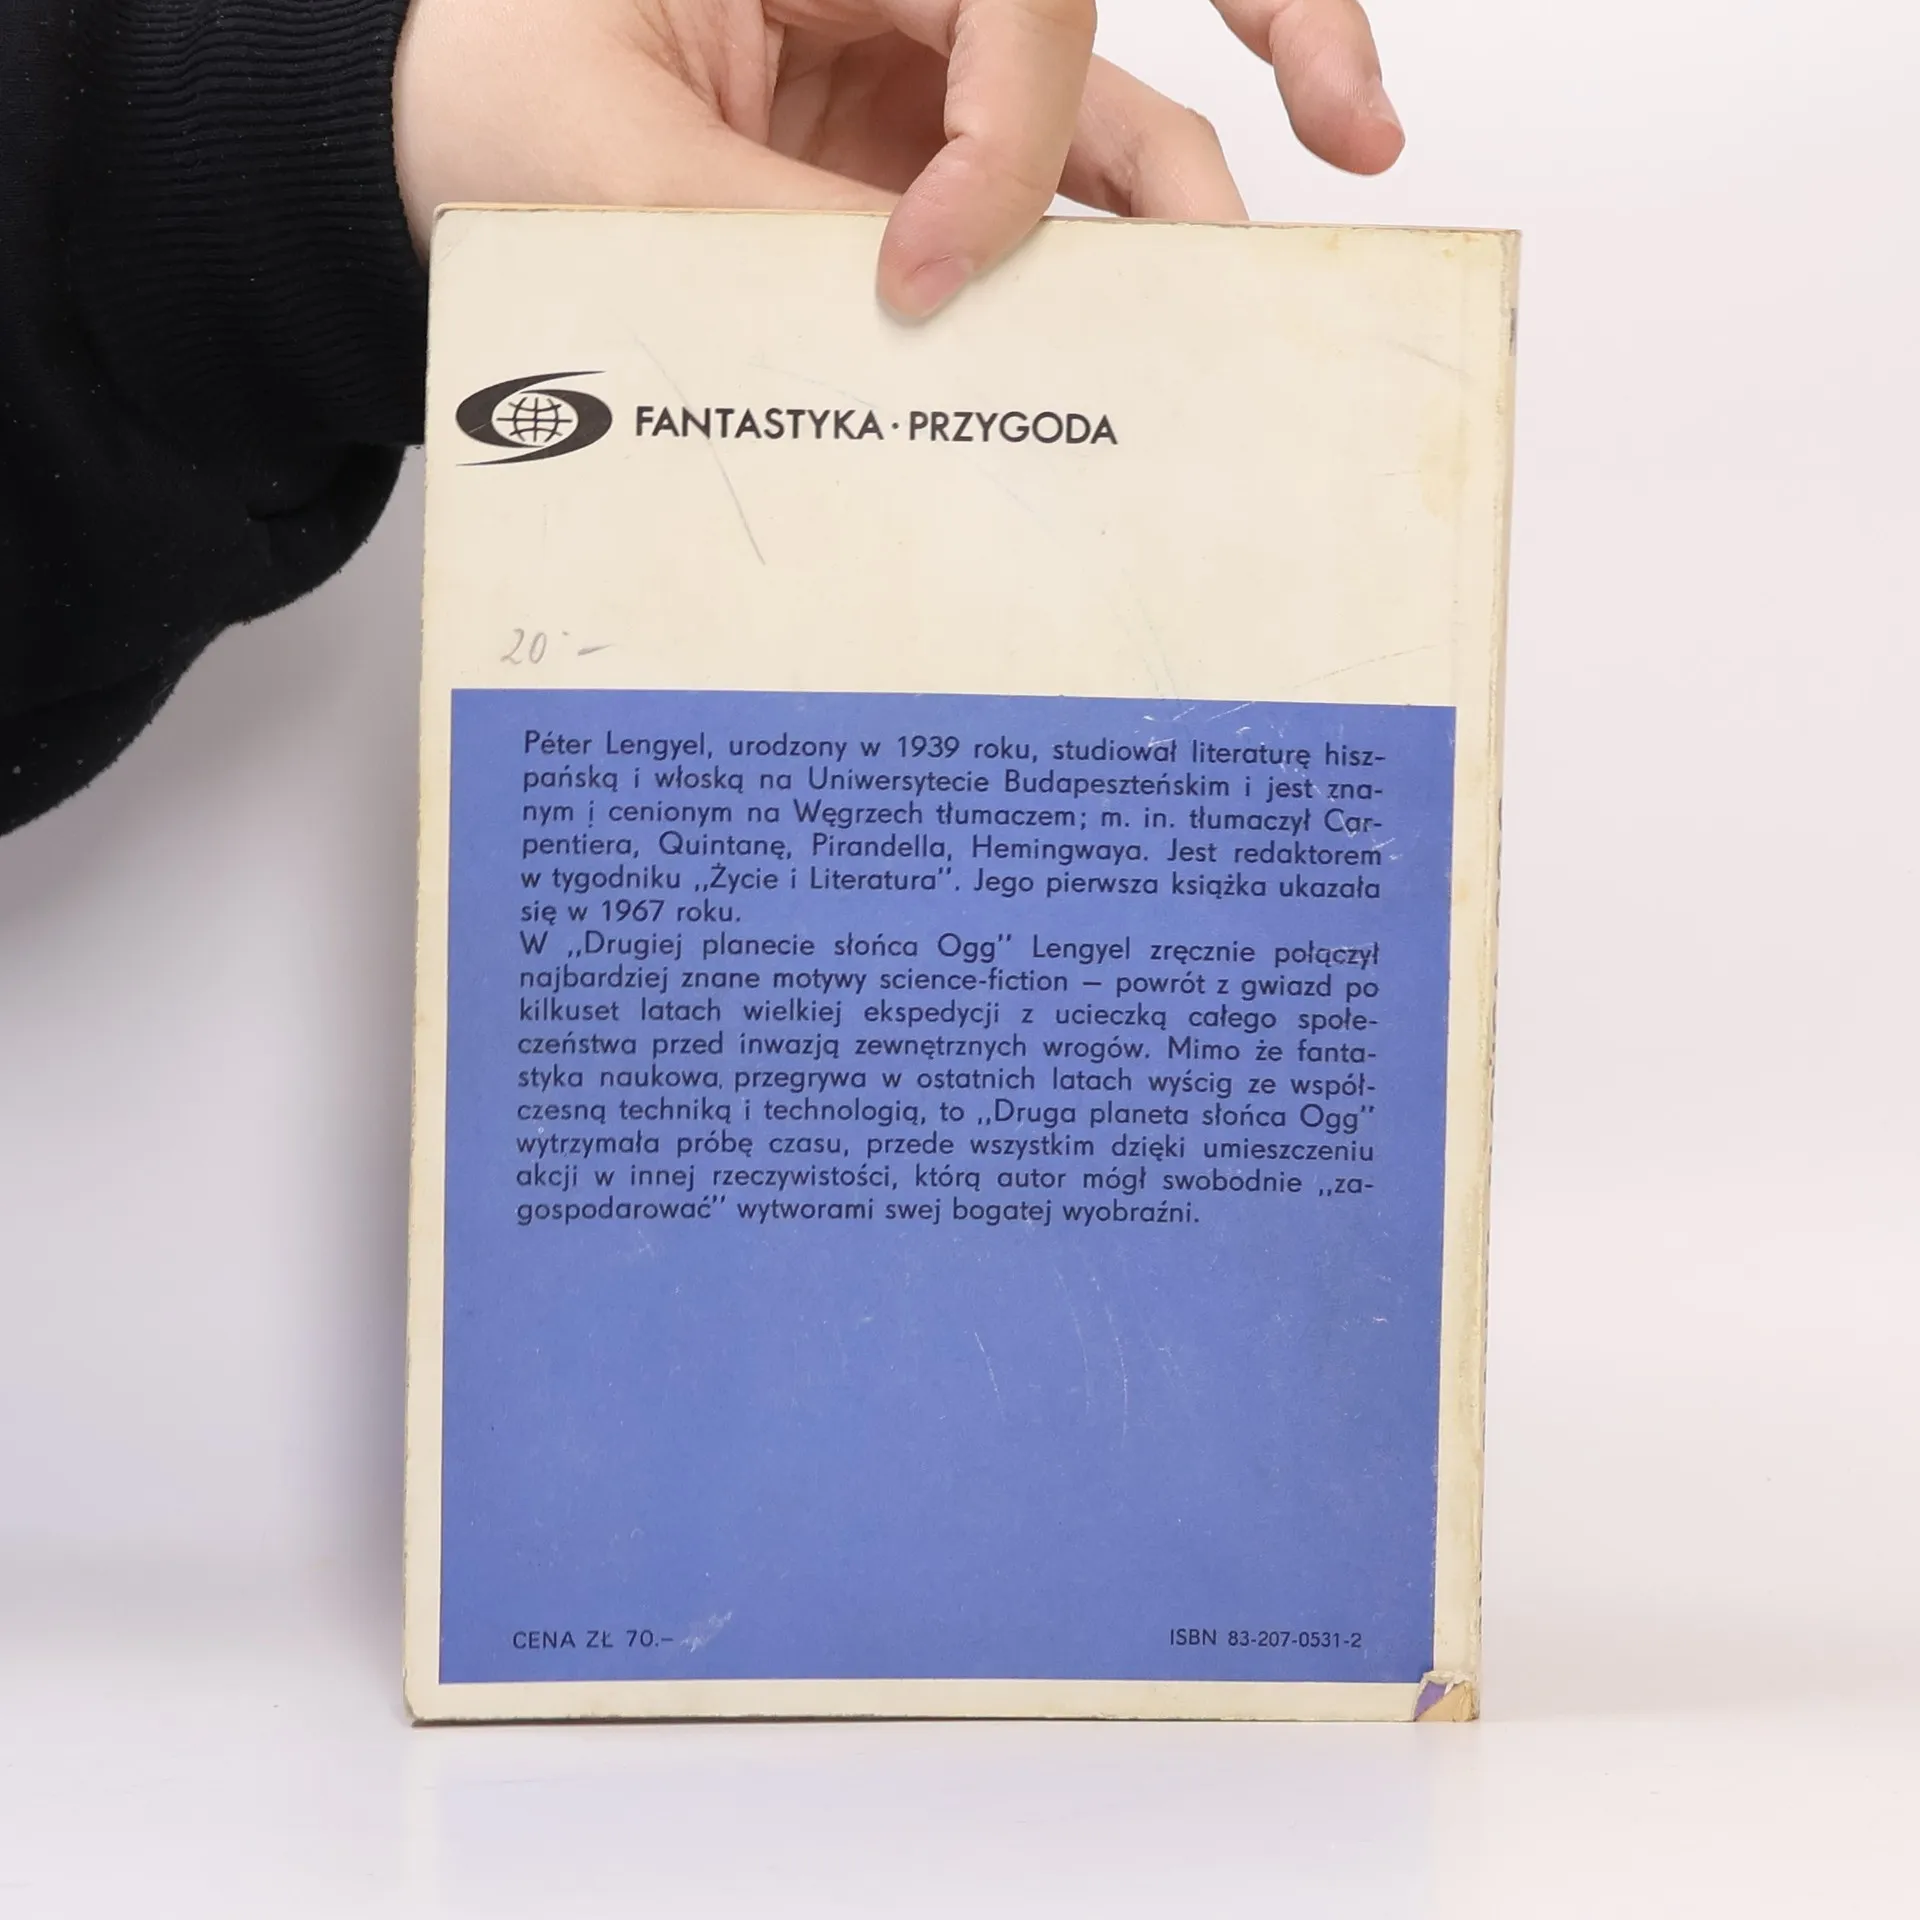 FANTASTYKA · PRZYGODA
20 -
Péter Lengyel, urodzony w 1939 roku, studiował literaturę hisz-
pańską i włoską na Uniwersytecie Budapeszteńskim i jest zna-
nym i cenionym na Węgrzech tłumaczem; m. in. tłumaczył Car-
pentiera, Quintanę, Pirandella, Hemingwaya. Jest redaktorem
w tygodniku „Życie i Literatura”. Jego pierwsza książka ukazała
się w 1967 roku.
W „Drugiej planecie słońca Ogg” Lengyel zręcznie połączył
najbardziej znane motywy science-fiction — powrót z gwiazd po
kilkuset latach wielkiej ekspedycji z ucieczką całego społe-
czeństwa przed inwazją zewnętrznych wrogów. Mimo że fanta-
styka naukowa przegrywa w ostatnich latach wyścig ze współ-
czesną techniką i technologią, to „Druga planeta słońca Ogg”
wytrzymała próbę czasu, przede wszystkim dzięki umieszczeniu
akcji w innej rzeczywistości, którą autor mógł swobodnie „za-
gospodarować” wytworami swej bogatej wyobraźni.
CENA ZŁ 70.–
ISBN 83-207-0531-2